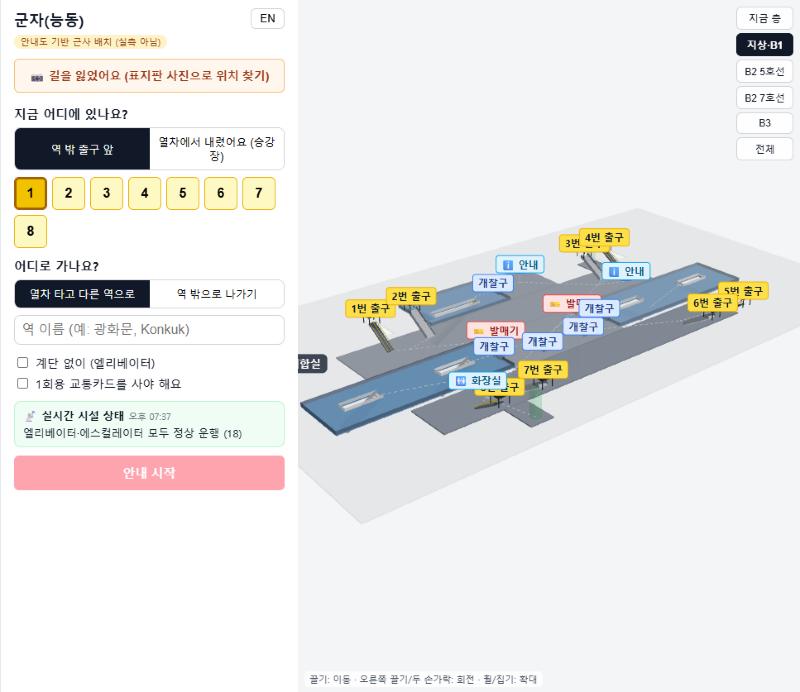 군자(능동)
EN
안내도 기반 근사 배치 (실측 아님)
길을 잃었어요 (표지판 사진으로 위치 찾기)
지금 어디에 있나요?
역 밖 출구 앞
열차에서 내렸어요 (승강
장)
1
2
3
4
5
6
7
8
어디로 가나요?
열차 타고 다른 역으로
역 밖으로 나가기
역 이름 (예: 광화문, Konkuk)
계단 없이 (엘리베이터)
1회용 교통카드를 사야 해요
실시간 시설 상태 오후 07:37
엘리베이터·에스컬레이터 모두 정상 운행 (18)
안내 시작
지금 층
지상·B1
B2 5호선
B2 7호선
B3
전체
3번
4번 출구
안내
안내
개찰구
2번 출구
1번 출구
5번 출구
6번 출구
개찰구
발매기
개찰구
개찰구
개찰구
합실
7번 출구
화장실
출구
끌기: 이동 · 오른쪽 끌기/두 손가락: 회전 · 휠/집기: 확대